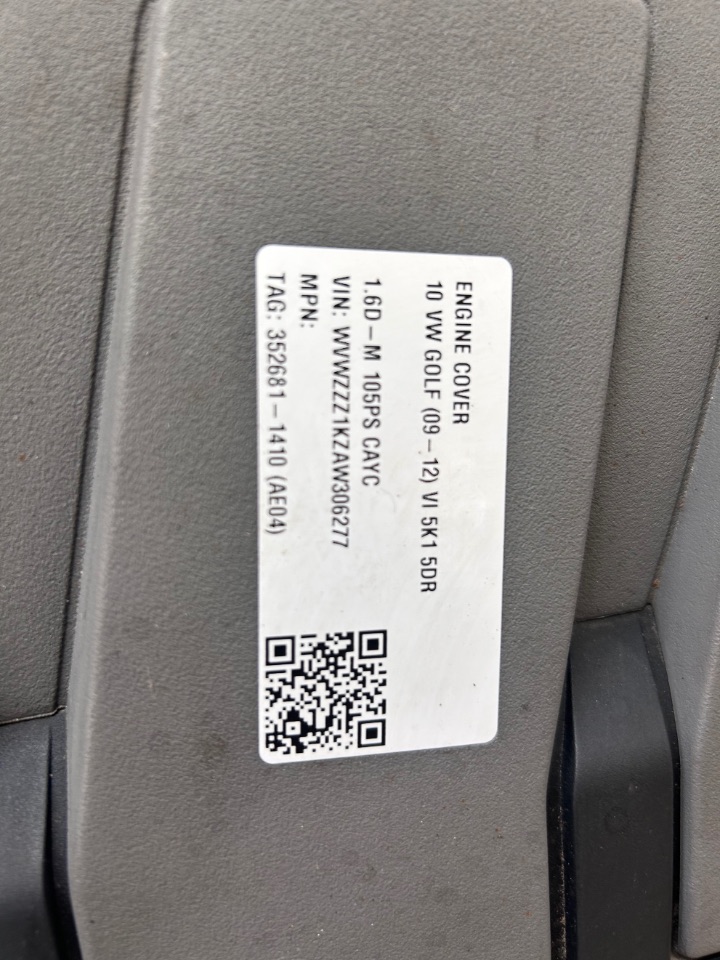 ENGINE COVER
10 VW GOLF (09-12) VI 5K1 5DR
1.6D-M 105PS CAYC
VIN: WVWZZZ1KZAW306277
MPN:
TAG: 352681-1410 (AE04)